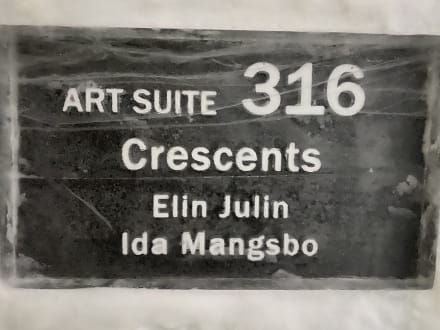 ART SUITE 316
Crescents
Elin Julin
Ida Mangsbo